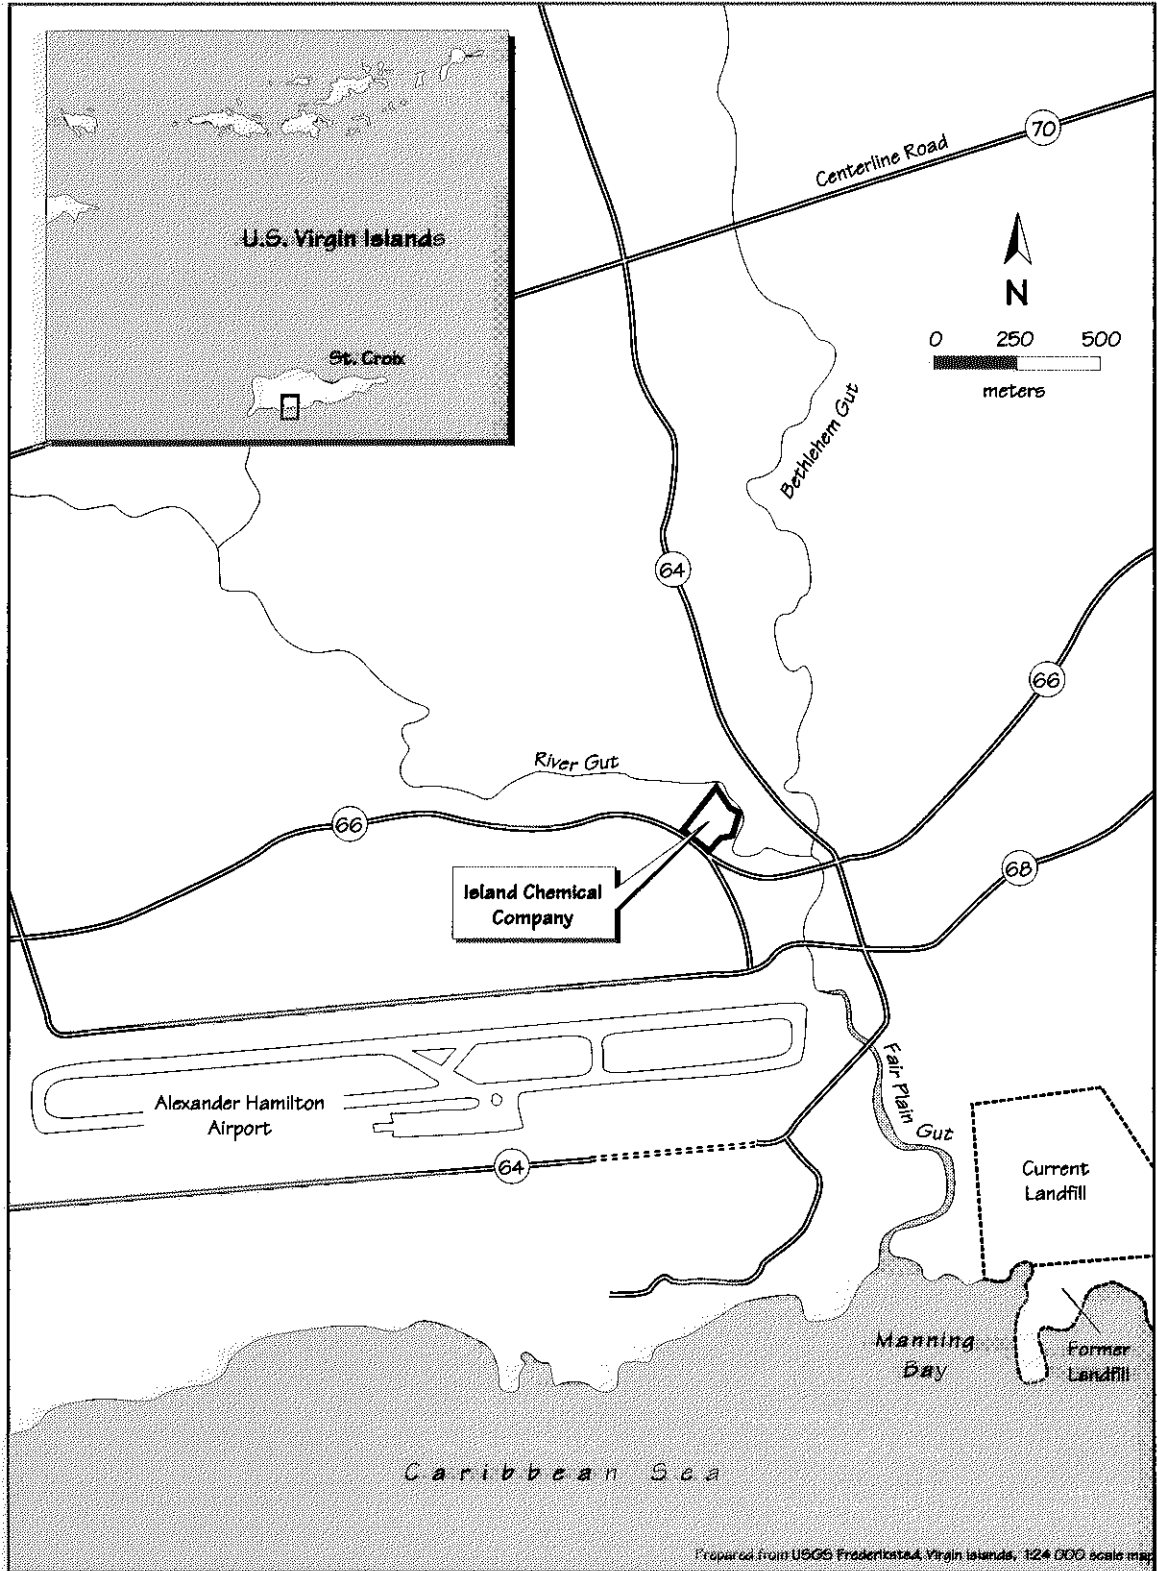 U.S. Virgin Islands
St. Croix
70
Centerline Road
N
0 250 500
meters
Bethlehem Gut
64
66
River Gut
66
68
Island Chemical
Company
Fair Plain
Gut
Alexander Hamilton
Airport
64
Current
Landfill
Manning
Bay
Former
Landfill
Caribbean Sea
Prepared from USGS Frederiksted, Virgin Islands, 1:24 000 scale map